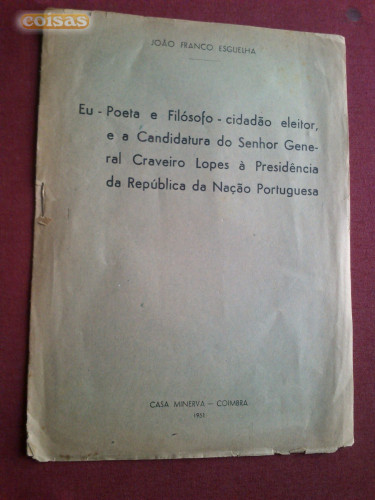 coisas
JOÃO FRANCO ESGUELHA
Eu - Poeta e Filósofo - cidadão eleitor,
e a Candidatura do Senhor Gene-
ral Craveiro Lopes à Presidência
da República da Nação Portuguesa
CASA MINERVA — COIMBRA
1951